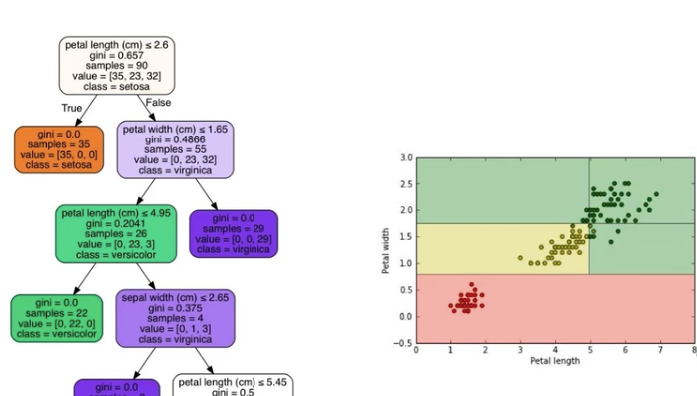 petal length (cm) ≤ 2.6
gini = 0.657
samples = 90
value = [35, 23, 32]
class = setosa
True
False
gini = 0.0
samples = 35
value = [35, 0, 0]
class = setosa
petal width (cm) ≤ 1.65
gini = 0.4866
samples = 55
value = [0, 23, 32]
class = virginica
petal length (cm) ≤ 4.95
gini = 0.2041
samples = 26
value = [0, 23, 3]
class = versicolor
gini = 0.0
samples = 29
value = [0, 0, 29]
class = virginica
gini = 0.0
samples = 22
value = [0, 22, 0]
class = versicolor
sepal width (cm) ≤ 2.65
gini = 0.375
samples = 4
value = [0, 1, 3]
class = virginica
gini = 0.0
petal length (cm) ≤ 5.45
gini = 0.5
3.0
2.5
2.0
1.5
1.0
0.5
0.0
−0.5
Petal width
0 1 2 3 4 5 6 7 8
Petal length